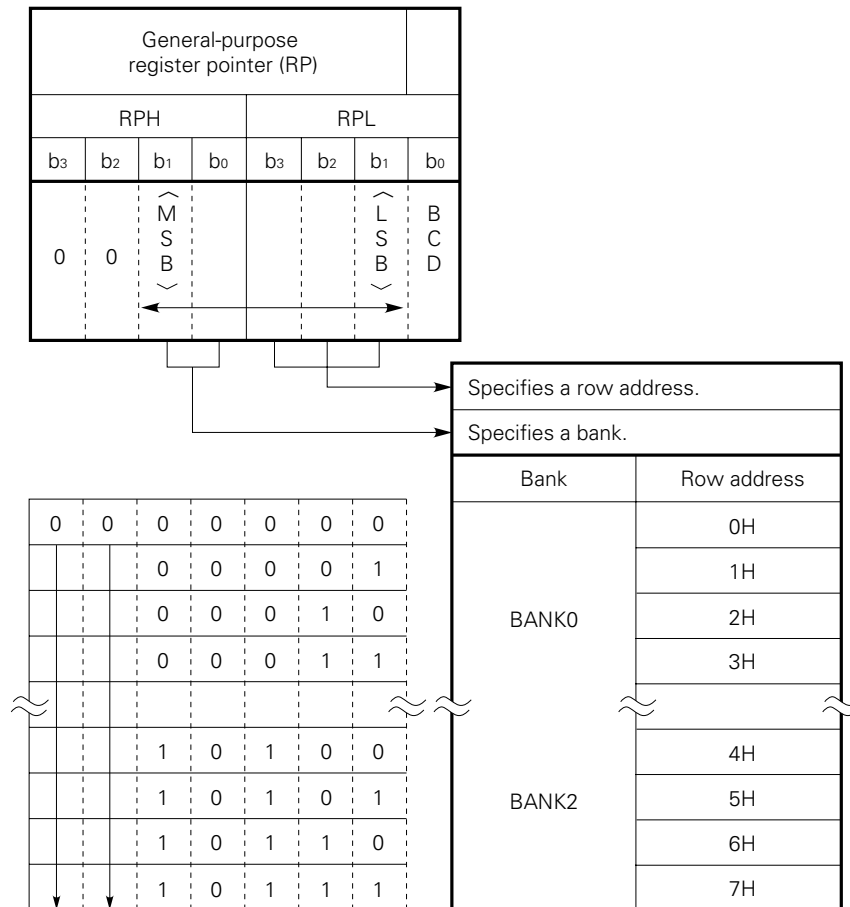 General-purpose
register pointer (RP)
RPH RPL
b3 b2 b1 b0 b3 b2 b1 b0
0 0 〈MSB〉 〈LSB〉 BCD
Specifies a row address.
Specifies a bank.
Bank Row address
0 0 0 0 0 0 0 0H
0 0 0 0 1 1H
0 0 0 1 0 BANK0 2H
0 0 0 1 1 3H
1 0 1 0 0 4H
1 0 1 0 1 BANK2 5H
1 0 1 1 0 6H
1 0 1 1 1 7H